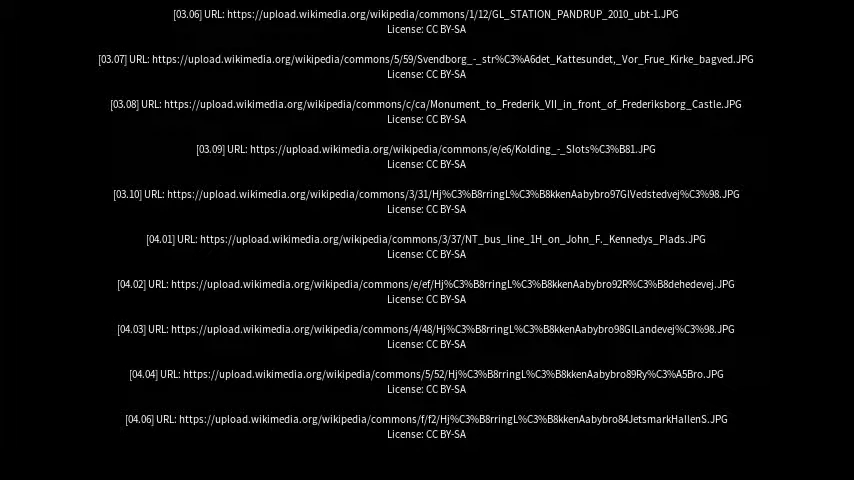 [03.06] URL: https://upload.wikimedia.org/wikipedia/commons/1/12/GL_STATION_PANDRUP_2010_ubt-1.JPG
License: CC BY-SA
[03.07] URL: https://upload.wikimedia.org/wikipedia/commons/5/59/Svendborg_-_str%C3%A6det_Kattesundet,_Vor_Frue_Kirke_bagved.JPG
License: CC BY-SA
[03.08] URL: https://upload.wikimedia.org/wikipedia/commons/c/ca/Monument_to_Frederik_VII_in_front_of_Frederiksborg_Castle.JPG
License: CC BY-SA
[03.09] URL: https://upload.wikimedia.org/wikipedia/commons/e/e6/Kolding_-_Slots%C3%B81.JPG
License: CC BY-SA
[03.10] URL: https://upload.wikimedia.org/wikipedia/commons/3/31/Hj%C3%B8rringL%C3%B8kkenAabybro97GlVedstedvej%C3%98.JPG
License: CC BY-SA
[04.01] URL: https://upload.wikimedia.org/wikipedia/commons/3/37/NT_bus_line_1H_on_John_F._Kennedys_Plads.JPG
License: CC BY-SA
[04.02] URL: https://upload.wikimedia.org/wikipedia/commons/e/ef/Hj%C3%B8rringL%C3%B8kkenAabybro92R%C3%B8dehedevej.JPG
License: CC BY-SA
[04.03] URL: https://upload.wikimedia.org/wikipedia/commons/4/48/Hj%C3%B8rringL%C3%B8kkenAabybro98GlLandevej%C3%98.JPG
License: CC BY-SA
[04.04] URL: https://upload.wikimedia.org/wikipedia/commons/5/52/Hj%C3%B8rringL%C3%B8kkenAabybro89Ry%C3%A5Bro.JPG
License: CC BY-SA
[04.06] URL: https://upload.wikimedia.org/wikipedia/commons/f/f2/Hj%C3%B8rringL%C3%B8kkenAabybro84JetsmarkHallenS.JPG
License: CC BY-SA